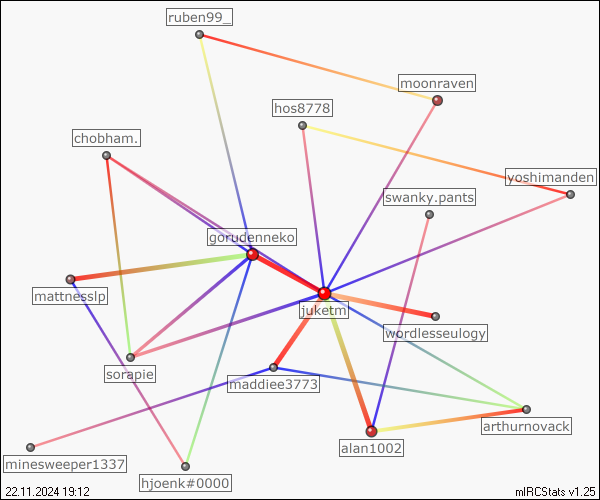 ruben99_
moonraven
hos8778
chobham.
yoshimanden
swanky.pants
gorudenneko
mattnesslp
juketm
wordlesseulogy
sorapie
maddiee3773
arthurnovack
alan1002
minesweeper1337
hjoenk#0000
22.11.2024 19:12
mIRCStats v1.25